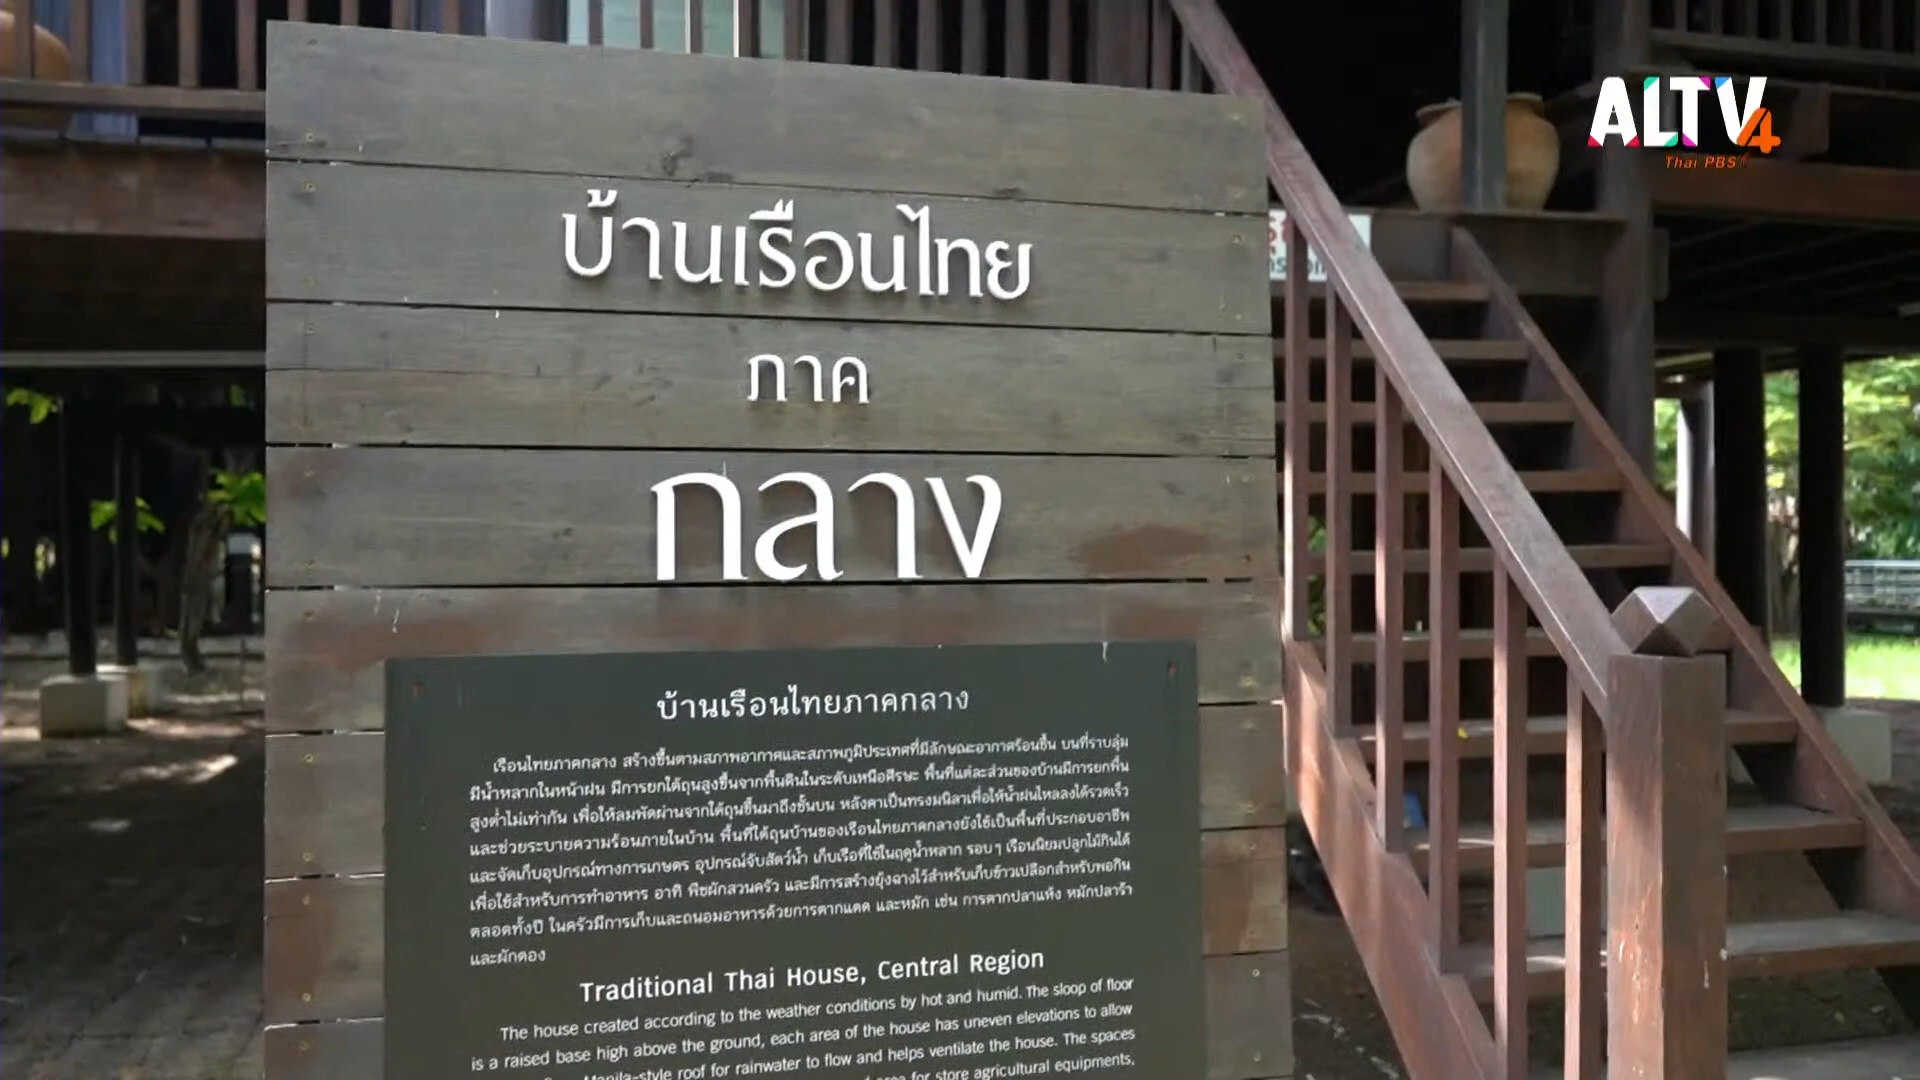 ALTV4
Thai PBS
บ้านเรือนไทย
ภาค
กลาง
บ้านเรือนไทยภาคกลาง
เรือนไทยภาคกลาง สร้างขึ้นตามสภาพอากาศและสภาพภูมิประเทศที่มีลักษณะอากาศร้อนชื้น บนที่ราบลุ่ม
มีน้ำหลากในหน้าฝน มีการยกใต้ถุนสูงขึ้นจากพื้นดินในระดับเหนือศีรษะ พื้นที่แต่ละส่วนของบ้านมีการยกพื้น
สูงต่ำไม่เท่ากัน เพื่อให้ลมพัดผ่านจากใต้ถุนขึ้นมาถึงชั้นบน หลังคาเป็นทรงมนิลาเพื่อให้น้ำฝนไหลลงได้รวดเร็ว
และช่วยระบายความร้อนภายในบ้าน พื้นที่ใต้ถุนบ้านของเรือนไทยภาคกลางยังใช้เป็นพื้นที่ประกอบอาชีพ
และจัดเก็บอุปกรณ์ทางการเกษตร อุปกรณ์จับสัตว์น้ำ เก็บเรือที่ใช้ในฤดูน้ำหลาก รอบๆ เรือนนิยมปลูกไม้กินได้
เพื่อใช้สำหรับการทำอาหาร อาทิ พืชผักสวนครัว และมีการสร้างยุ้งฉางไว้สำหรับเก็บข้าวเปลือกสำหรับพอกิน
ตลอดทั้งปี ในครัวมีการเก็บและถนอมอาหารด้วยการตากแดด และหมัก เช่น การตากปลาแห้ง หมักปลาร้า
และผักดอง
Traditional Thai House, Central Region
The house created according to the weather conditions by hot and humid. The sloop of floor
is a raised base high above the ground, each area of the house has uneven elevations to allow
Manila-style roof for rainwater to flow and helps ventilate the house. The spaces
area for store agricultural equipments,